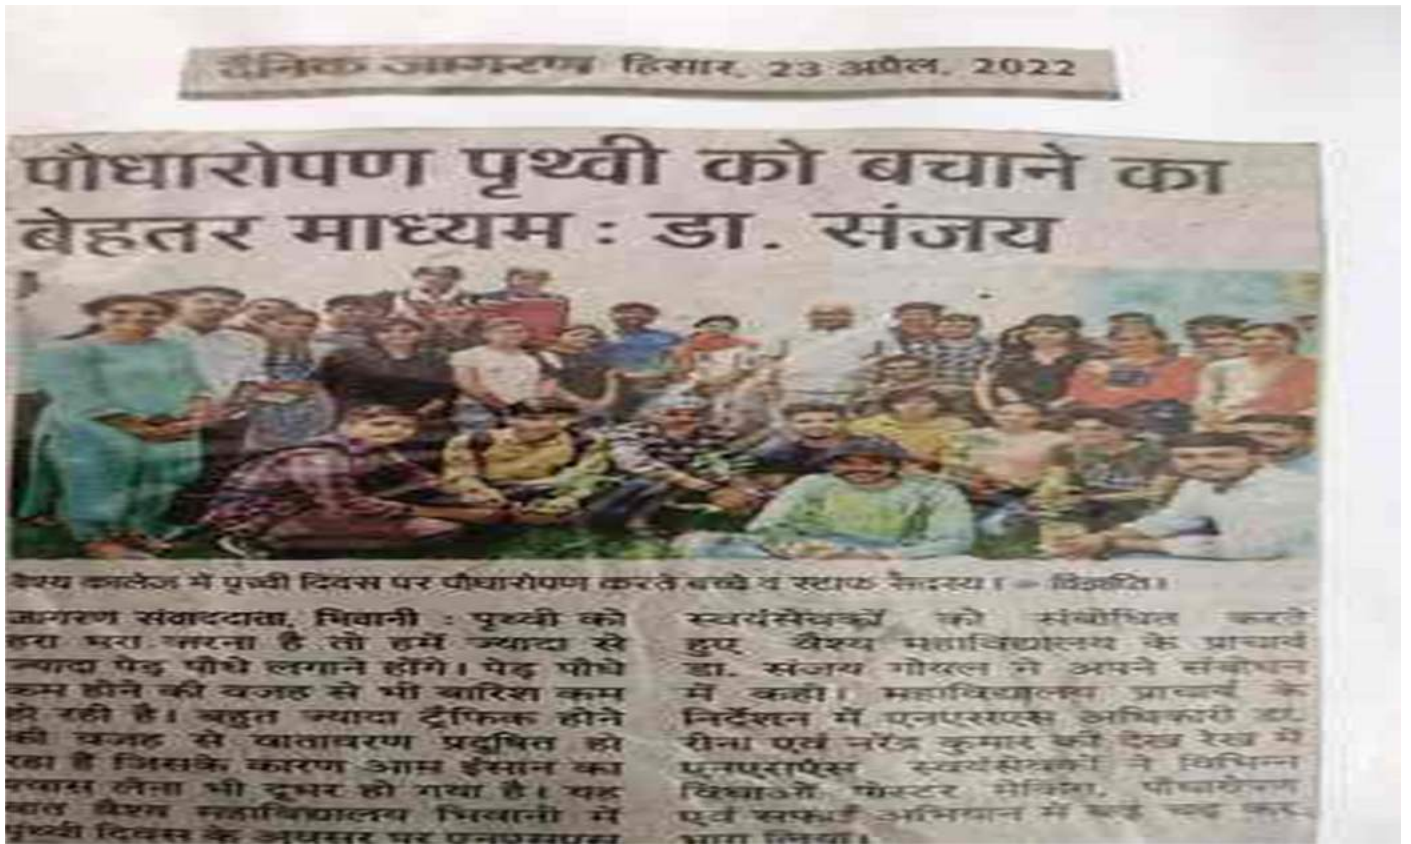 दैनिक जागरण हिसार, 23 अप्रैल, 2022
पौधारोपण पृथ्वी को बचाने का
बेहतर माध्यम : डा. संजय
वैश्य कालेज में पृथ्वी दिवस पर पौधारोपण करते बच्चे व स्टाफ सदस्य। ● विज्ञप्ति।
जागरण संवाददाता, भिवानी : पृथ्वी को
हरा भरा करना है तो हमें ज्यादा से
ज्यादा पेड़ पौधे लगाने होंगे। पेड़ पौधे
कम होने की वजह से भी बारिश कम
हो रही है। बहुत ज्यादा ट्रैफिक होने
की वजह से वातावरण प्रदूषित हो
रहा है जिसके कारण आम इंसान का
श्वास लेना भी दूभर हो गया है। यह
बात वैश्य महाविद्यालय भिवानी में
पृथ्वी दिवस के अवसर पर एनएसएस
स्वयंसेवकों को संबोधित करते
हुए वैश्य महाविद्यालय के प्राचार्य
डा. संजय गोयल ने अपने संबोधन
में कही। महाविद्यालय प्राचार्य के
निर्देशन में एनएसएस अधिकारी डा.
रीना एवं नरेंद्र कुमार की देख रेख में
एनएसएस स्वयंसेवकों ने विभिन्न
विधाओं पोस्टर मेकिंग, पौधारोपण
एवं सफाई अभियान में बढ़ चढ़ कर
भाग लिया।